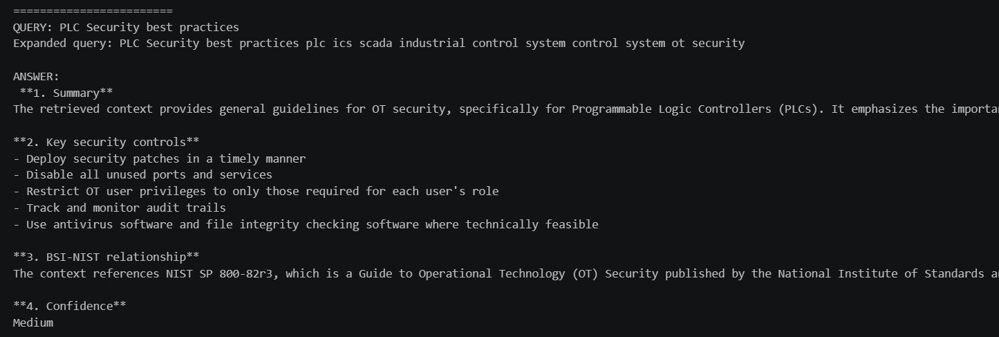 ========================
QUERY: PLC Security best practices
Expanded query: PLC Security best practices plc ics scada industrial control system control system ot security
ANSWER:
**1. Summary**
The retrieved context provides general guidelines for OT security, specifically for Programmable Logic Controllers (PLCs). It emphasizes the
**2. Key security controls**
- Deploy security patches in a timely manner
- Disable all unused ports and services
- Restrict OT user privileges to only those required for each user's role
- Track and monitor audit trails
- Use antivirus software and file integrity checking software where technically feasible
**3. BSI-NIST relationship**
The context references NIST SP 800-82r3, which is a Guide to Operational Technology (OT) Security published by the National Institute of Standards
**4. Confidence**
Medium